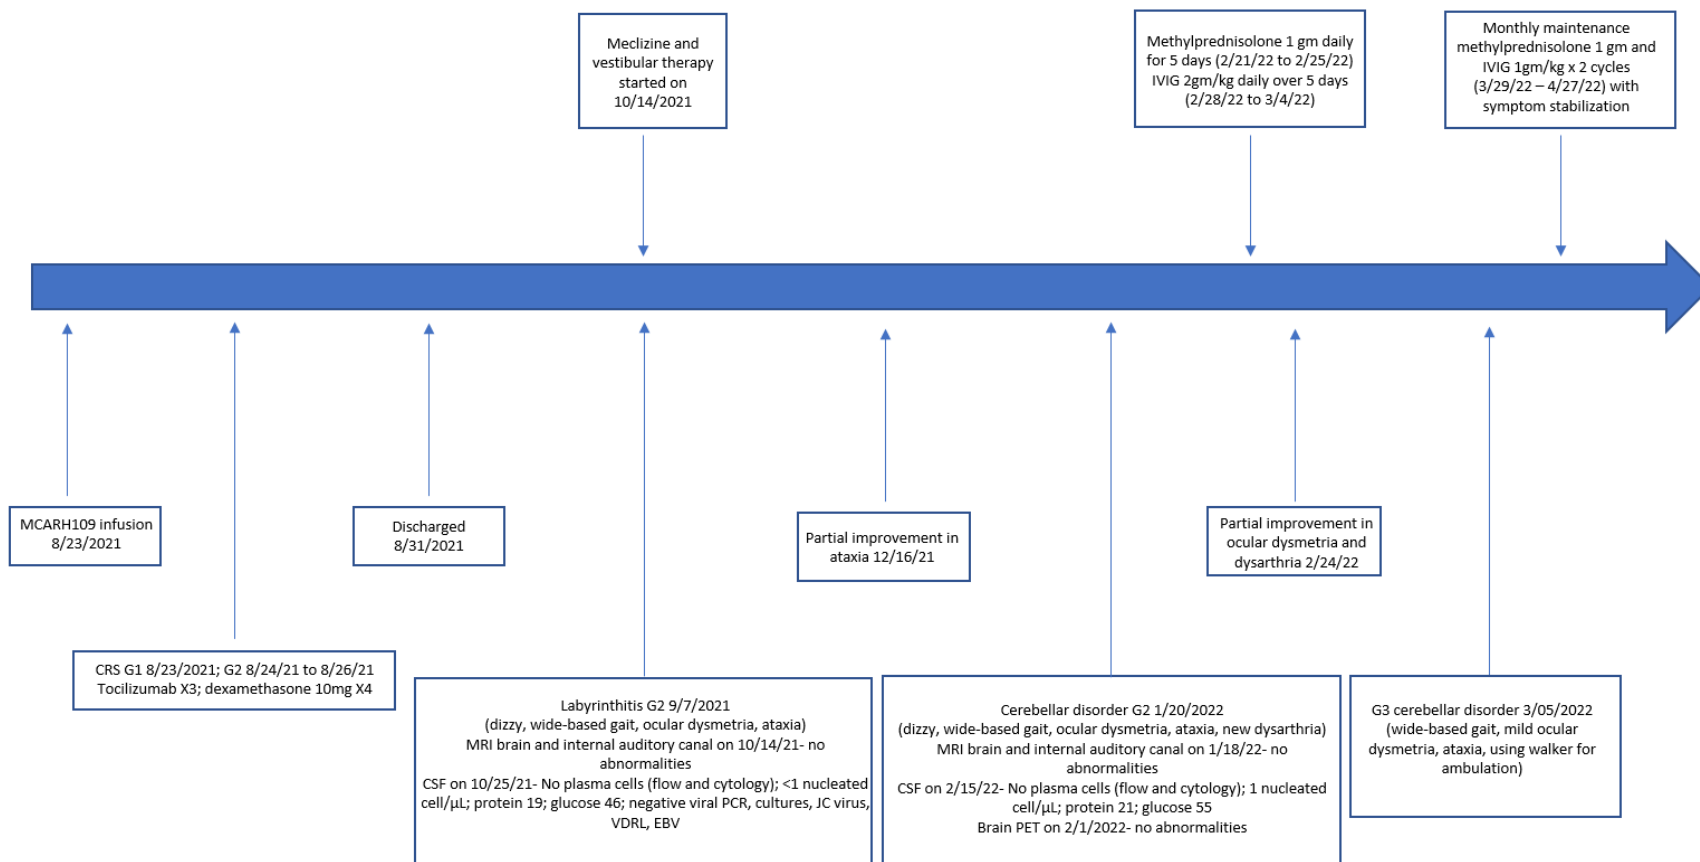 Meclizine and
vestibular therapy
started on
10/14/2021
Methylprednisolone 1 gm daily
for 5 days (2/21/22 to 2/25/22)
IVIG 2gm/kg daily over 5 days
(2/28/22 to 3/4/22)
Monthly maintenance
methylprednisolone 1 gm and
IVIG 1gm/kg x 2 cycles
(3/29/22 – 4/27/22) with
symptom stabilization
MCARH109 infusion
8/23/2021
Discharged
8/31/2021
Partial improvement in
ataxia 12/16/21
Partial improvement in
ocular dysmetria and
dysarthria 2/24/22
CRS G1 8/23/2021; G2 8/24/21 to 8/26/21
Tocilizumab X3; dexamethasone 10mg X4
Labyrinthitis G2 9/7/2021
(dizzy, wide-based gait, ocular dysmetria, ataxia)
MRI brain and internal auditory canal on 10/14/21- no
abnormalities
CSF on 10/25/21- No plasma cells (flow and cytology); <1 nucleated
cell/µL; protein 19; glucose 46; negative viral PCR, cultures, JC virus,
VDRL, EBV
Cerebellar disorder G2 1/20/2022
(dizzy, wide-based gait, ocular dysmetria, ataxia, new dysarthria)
MRI brain and internal auditory canal on 1/18/22- no
abnormalities
CSF on 2/15/22- No plasma cells (flow and cytology); 1 nucleated
cell/µL; protein 21; glucose 55
Brain PET on 2/1/2022- no abnormalities
G3 cerebellar disorder 3/05/2022
(wide-based gait, mild ocular
dysmetria, ataxia, using walker for
ambulation)